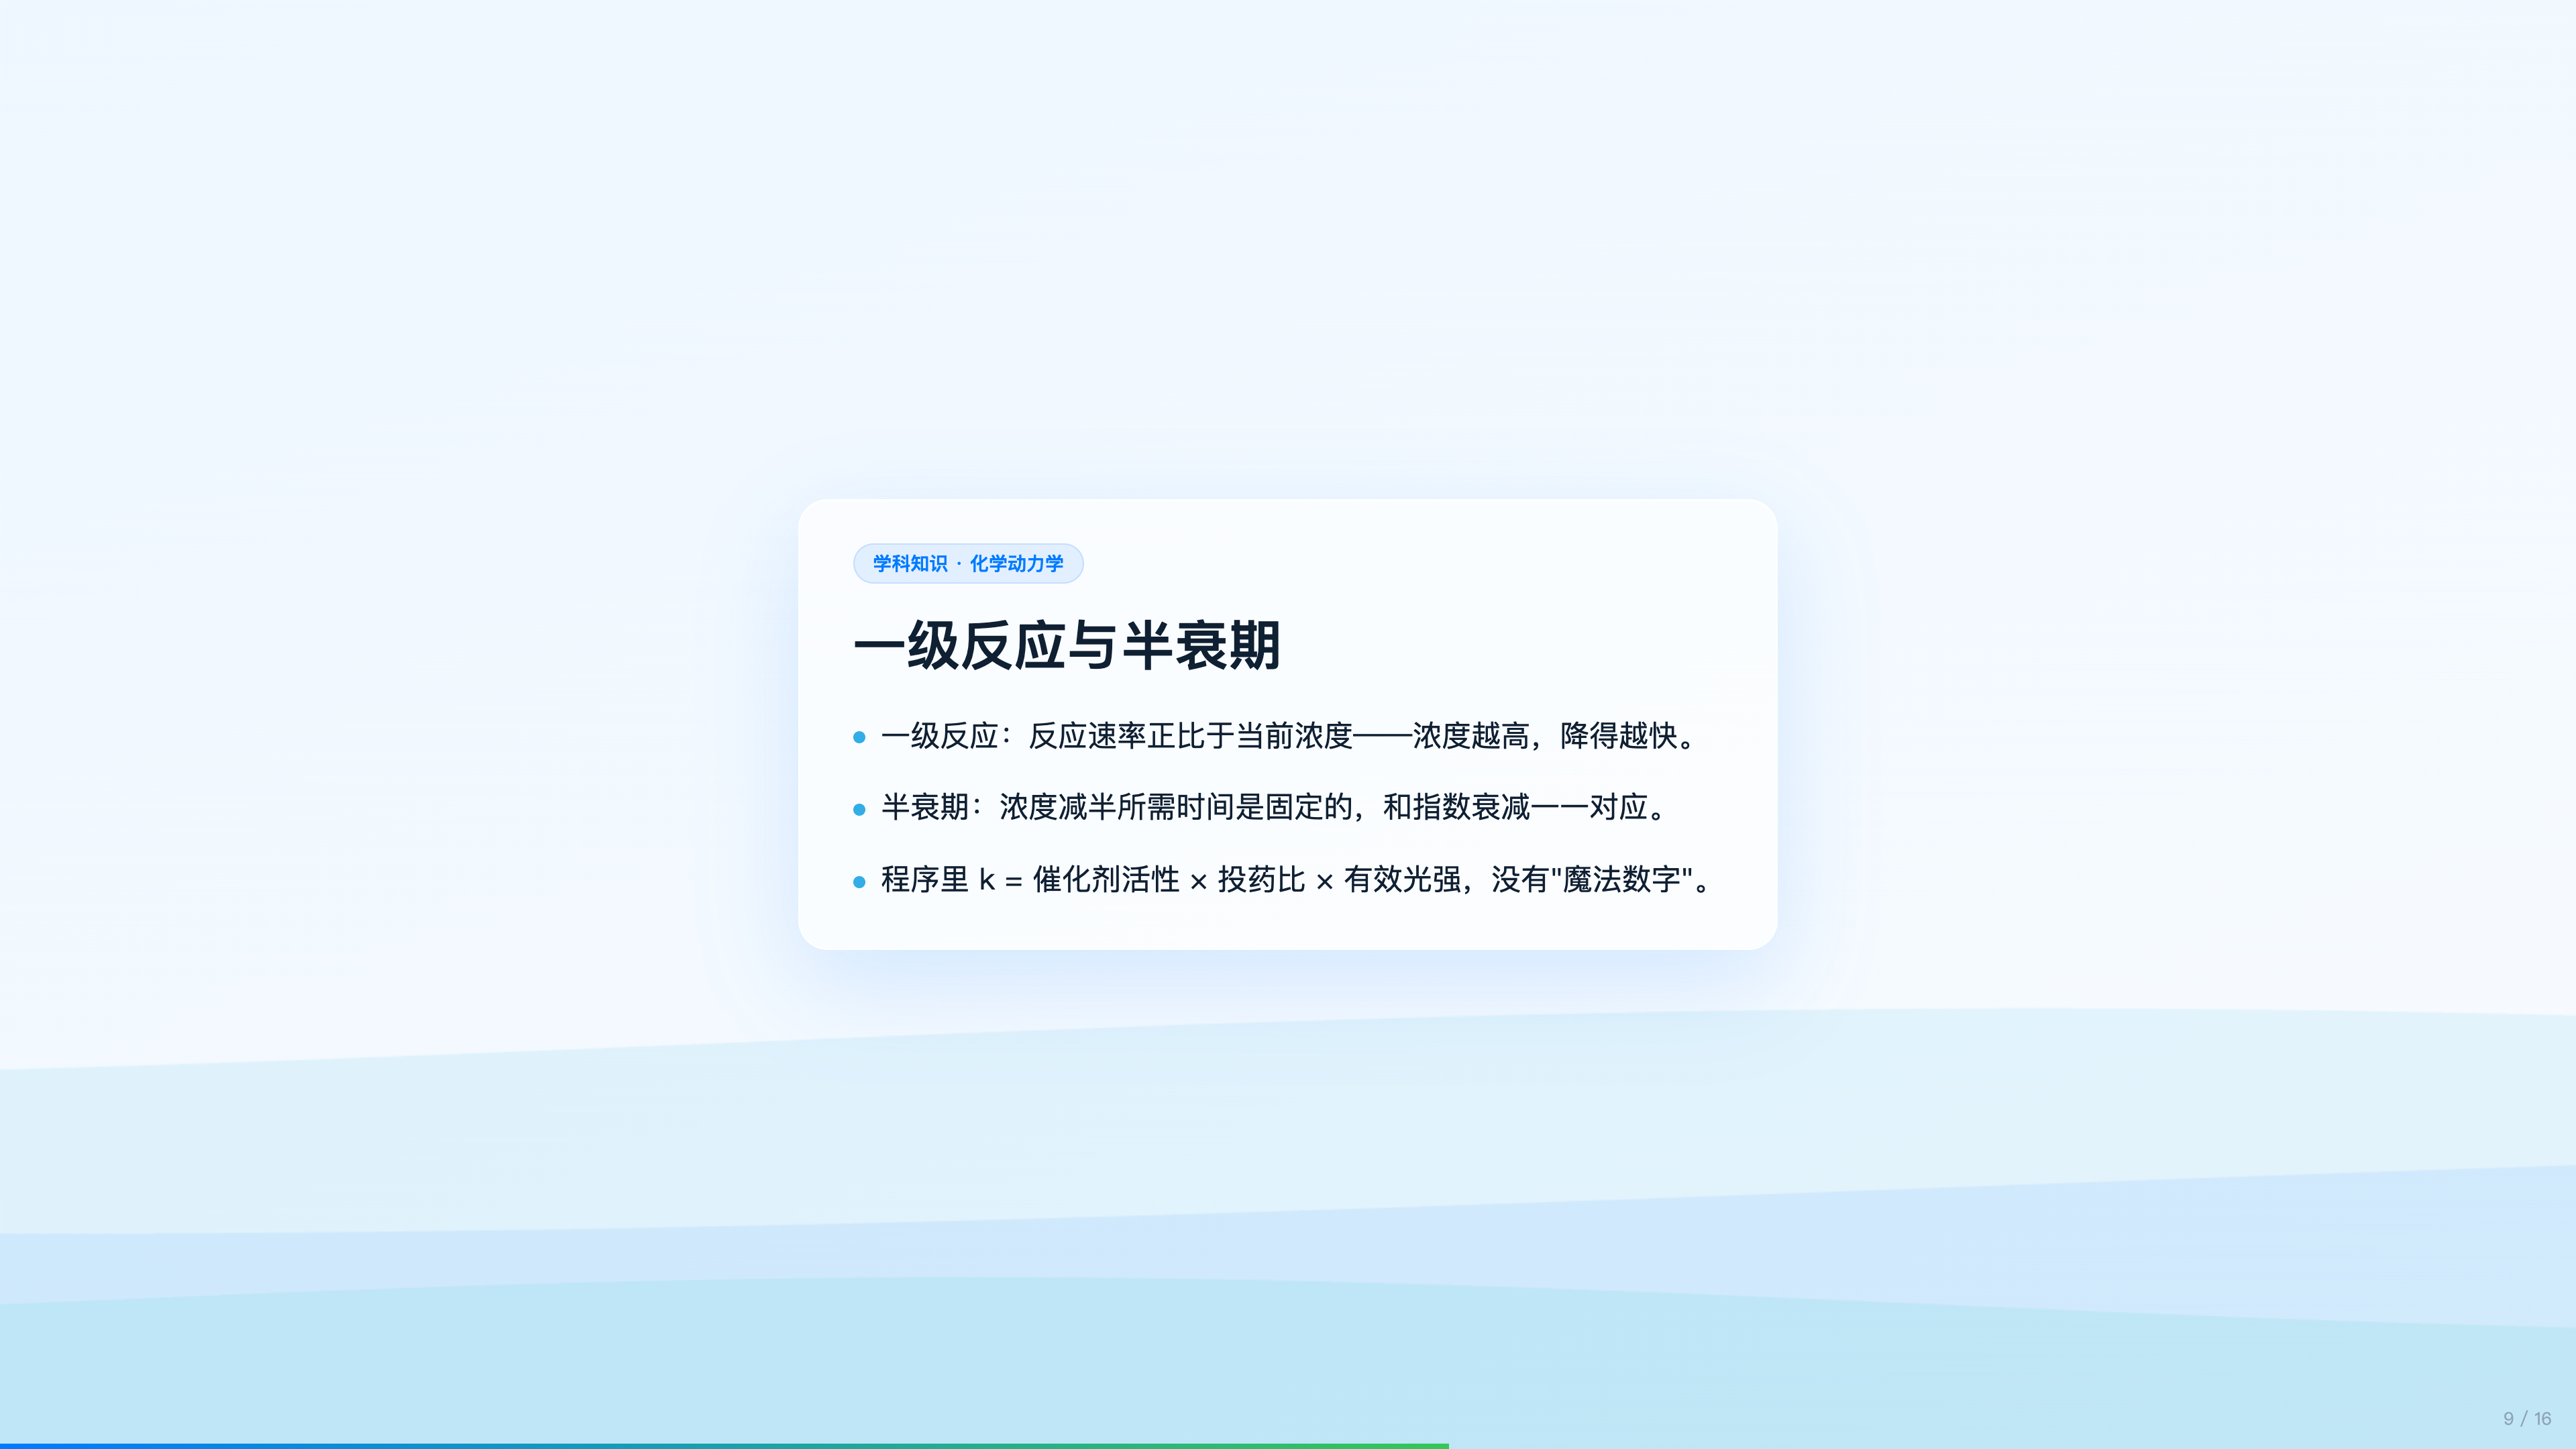 学科知识 · 化学动力学
一级反应与半衰期
一级反应：反应速率正比于当前浓度——浓度越高，降得越快。
半衰期：浓度减半所需时间是固定的，和指数衰减一一对应。
程序里 k = 催化剂活性 × 投药比 × 有效光强，没有"魔法数字"。
9 / 16